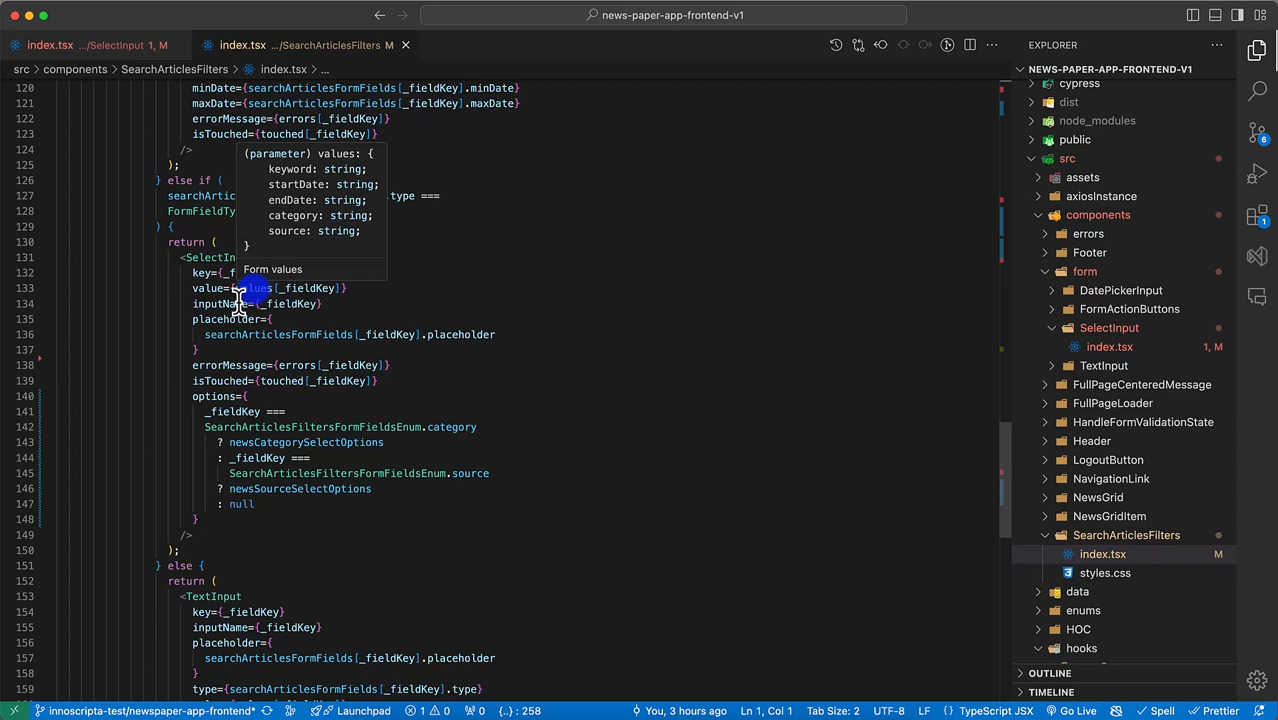 news-paper-app-frontend-v1
index.tsx .../SelectInput 1, M
index.tsx .../SearchArticlesFilters M
EXPLORER
src
components
SearchArticlesFilters
index.tsx
...
NEWS-PAPER-APP-FRONTEND-V1
120 minDate={searchArticlesFormFields[_fieldKey].minDate}
121 maxDate={searchArticlesFormFields[_fieldKey].maxDate}
122 errorMessage={errors[_fieldKey]}
123 isTouched={touched[_fieldKey]}
124 />
125 );
126 } else if (
127 searchArtic .type ===
128 FormFieldTy
129 ) {
130 return (
131 <SelectIn
132 key={_f
133 value={values[_fieldKey]}
134 inputName={_fieldKey}
135 placeholder={
136 searchArticlesFormFields[_fieldKey].placeholder
137 }
138 errorMessage={errors[_fieldKey]}
139 isTouched={touched[_fieldKey]}
140 options={
141 _fieldKey ===
142 SearchArticlesFiltersFormFieldsEnum.category
143 ? newsCategorySelectOptions
144 : _fieldKey ===
145 SearchArticlesFiltersFormFieldsEnum.source
146 ? newsSourceSelectOptions
147 : null
148 }
149 />
150 );
151 } else {
152 return (
153 <TextInput
154 key={_fieldKey}
155 inputName={_fieldKey}
156 placeholder={
157 searchArticlesFormFields[_fieldKey].placeholder
158 }
159 type={searchArticlesFormFields[_fieldKey].type}
(parameter) values: {
keyword: string;
startDate: string;
endDate: string;
category: string;
source: string;
}
Form values
cypress
dist
node_modules
public
src
assets
axiosInstance
components
errors
Footer
form
DatePickerInput
FormActionButtons
SelectInput
index.tsx 1, M
TextInput
FullPageCenteredMessage
FullPageLoader
HandleFormValidationState
Header
LogoutButton
NavigationLink
NewsGrid
NewsGridItem
SearchArticlesFilters
index.tsx M
styles.css
data
enums
HOC
hooks
OUTLINE
TIMELINE
6
1
innoscripta-test/newspaper-app-frontend*
Launchpad
1
0
0
{..} : 258
You, 3 hours ago
Ln 1, Col 1
Tab Size: 2
UTF-8
LF
{} TypeScript JSX
Go Live
Spell
Prettier